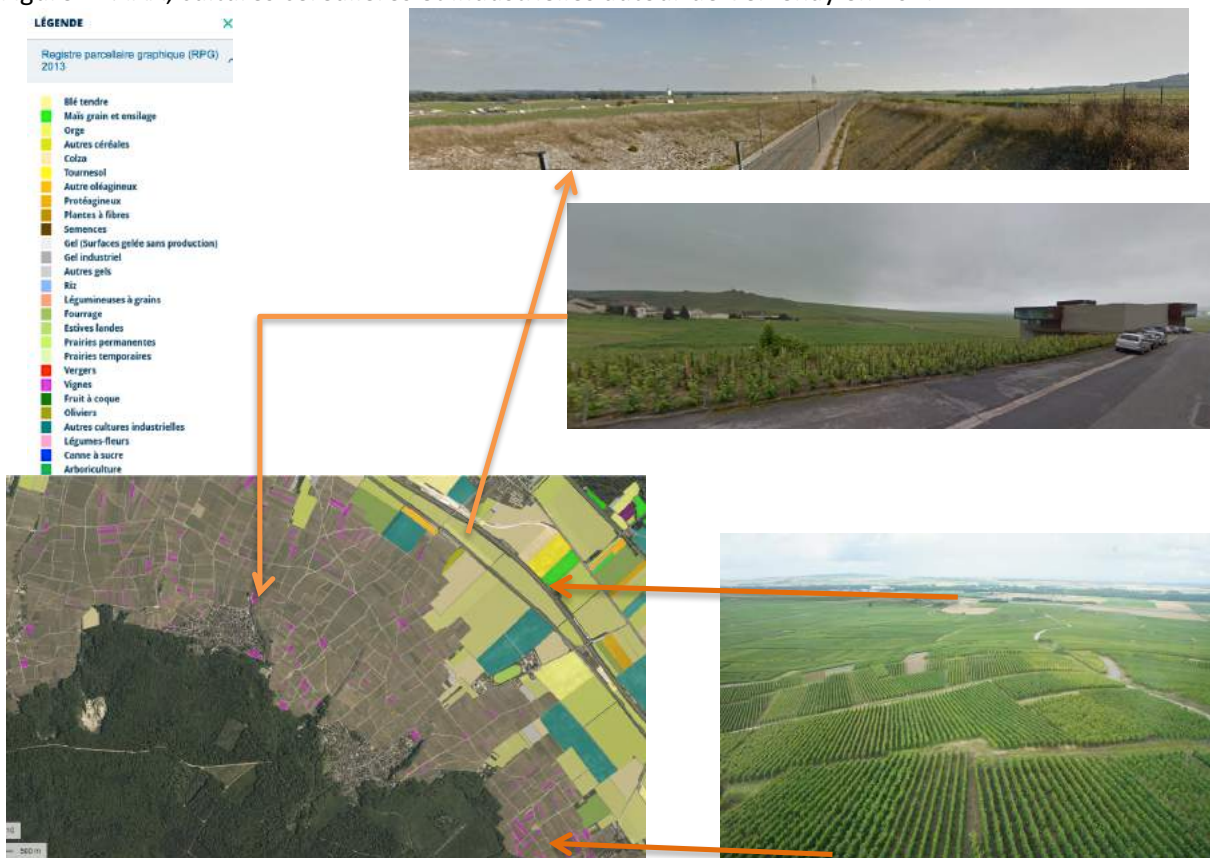 LÉGENDE
Registre parcellaire graphique (RPG)
2013
Blé tendre
Maïs grain et ensilage
Orge
Autres céréales
Colza
Tournesol
Autre oléagineux
Protéagineux
Plantes à fibres
Semences
Gel (Surfaces gelée sans production)
Gel industriel
Autres gels
Riz
Légumineuses à grains
Fourrage
Estives landes
Prairies permanentes
Prairies temporaires
Vergers
Vignes
Fruit à coque
Oliviers
Autres cultures industrielles
Légumes-fleurs
Canne à sucre
Arboriculture
500 m